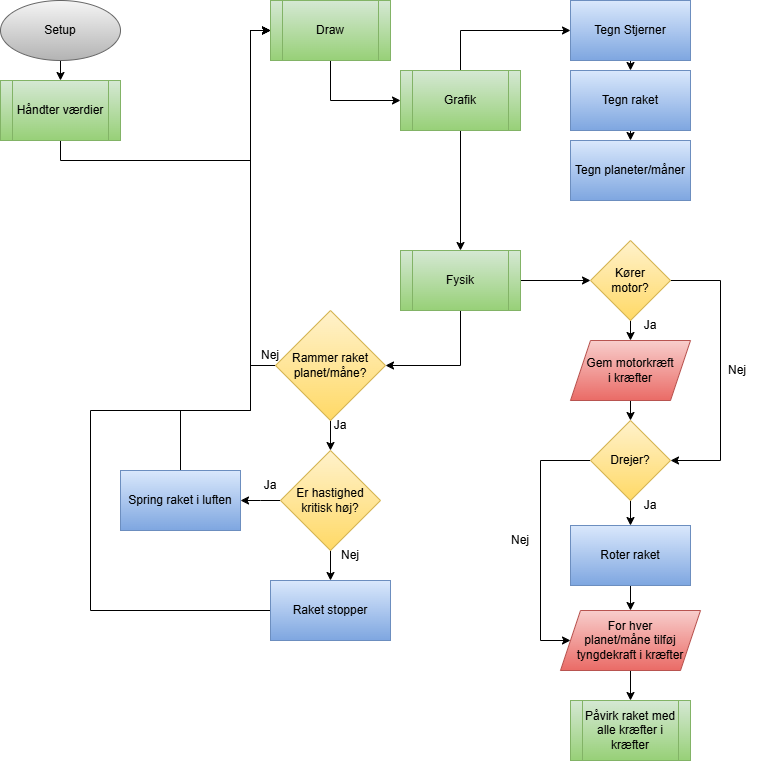 Setup
Draw
Tegn Stjerner
Håndter værdier
Grafik
Tegn raket
Tegn planeter/måner
Fysik
Kører
motor?
Ja
Nej
Gem motorkræft
i kræfter
Rammer raket
planet/måne?
Nej
Ja
Drejer?
Ja
Nej
Er hastighed
kritisk høj?
Ja
Nej
Spring raket i luften
Raket stopper
Roter raket
For hver
planet/måne tilføj
tyngdekraft i kræfter
Påvirk raket med
alle kræfter i
kræfter